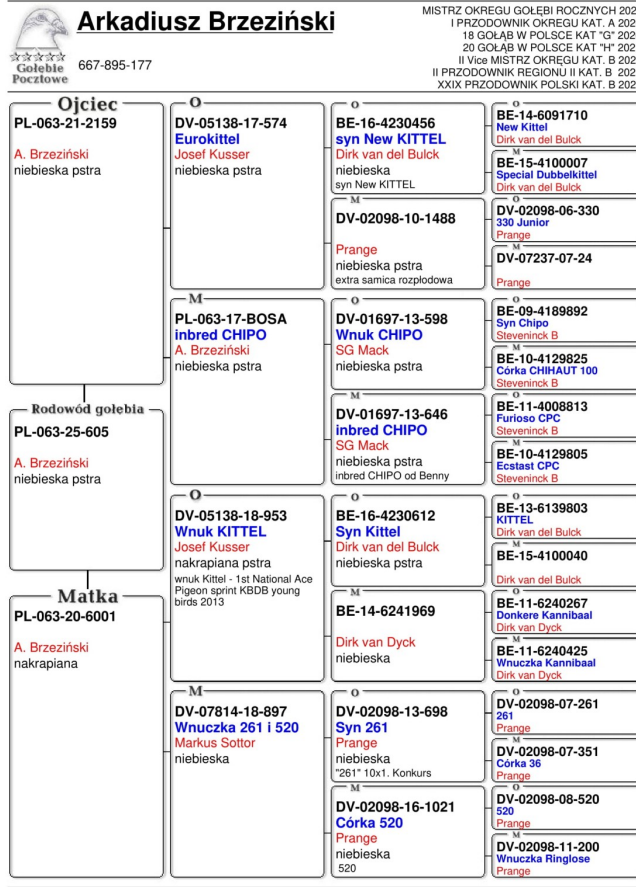 Arkadiusz Brzeziński
667-895-177
Gołębie
Pocztowe
MISTRZ OKREGU GOŁĘBI ROCZNYCH 202
I PRZODOWNIK OKREGU KAT. A 202
18 GOŁĄB W POLSCE KAT "G" 202
20 GOŁĄB W POLSCE KAT "H" 202
II Vice MISTRZ OKRĘGU KAT. B 202
II PRZODOWNIK REGIONU II KAT. B 202
XXIX PRZODOWNIK POLSKI KAT. B 202
Ojciec
PL-063-21-2159
A. Brzeziński
niebieska pstra
Rodowód gołębia
PL-063-25-605
A. Brzeziński
niebieska pstra
Matka
PL-063-20-6001
A. Brzeziński
nakrapiana
O
DV-05138-17-574
Eurokittel
Josef Kusser
niebieska pstra
M
PL-063-17-BOSA
inbred CHIPO
A. Brzeziński
niebieska pstra
O
DV-05138-18-953
Wnuk KITTEL
Josef Kusser
nakrapiana pstra
wnuk Kittel - 1st National Ace
Pigeon sprint KBDB young
birds 2013
M
DV-07814-18-897
Wnuczka 261 i 520
Markus Sottor
niebieska
O
BE-16-4230456
syn New KITTEL
Dirk van del Bulck
niebieska
syn New KITTEL
M
DV-02098-10-1488
Prange
niebieska pstra
extra samica rozpłodowa
O
DV-01697-13-598
Wnuk CHIPO
SG Mack
niebieska pstra
M
DV-01697-13-646
inbred CHIPO
SG Mack
niebieska pstra
inbred CHIPO od Benny
O
BE-16-4230612
Syn Kittel
Dirk van del Bulck
niebieska pstra
M
BE-14-6241969
Dirk van Dyck
niebieska
O
DV-02098-13-698
Syn 261
Prange
niebieska
"261" 10x1. Konkurs
M
DV-02098-16-1021
Córka 520
Prange
niebieska
520
O
BE-14-6091710
New Kittel
Dirk van del Bulck
M
BE-15-4100007
Special Dubbelkittel
Dirk van del Bulck
O
DV-02098-06-330
330 Junior
Prange
M
DV-07237-07-24
Prange
O
BE-09-4189892
Syn Chipo
Steveninck B
M
BE-10-4129825
Córka CHIHAUT 100
Steveninck B
O
BE-11-4008813
Furioso CPC
Steveninck B
M
BE-10-4129805
Ecstast CPC
Steveninck B
O
BE-13-6139803
KITTEL
Dirk van del Bulck
M
BE-15-4100040
Dirk van del Bulck
O
BE-11-6240267
Donkere Kannibaal
Dirk van Dyck
M
BE-11-6240425
Wnuczka Kannibaal
Dirk van Dyck
O
DV-02098-07-261
261
Prange
M
DV-02098-07-351
Córka 36
Prange
O
DV-02098-08-520
520
Prange
M
DV-02098-11-200
Wnuczka Ringlose
Prange